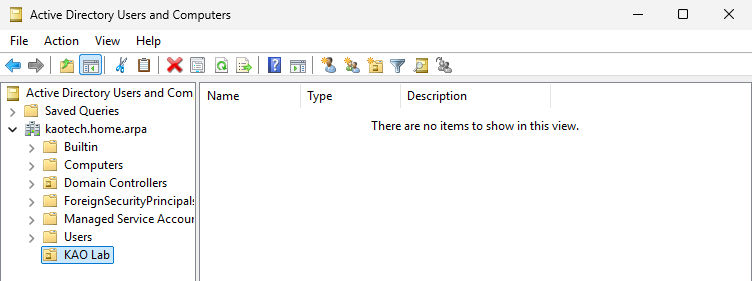 Active Directory Users and Computers
File Action View Help
Active Directory Users and Com
Name Type Description
Saved Queries
There are no items to show in this view.
kaotech.home.arpa
Builtin
Computers
Domain Controllers
ForeignSecurityPrincipals
Managed Service Accour
Users
KAO Lab